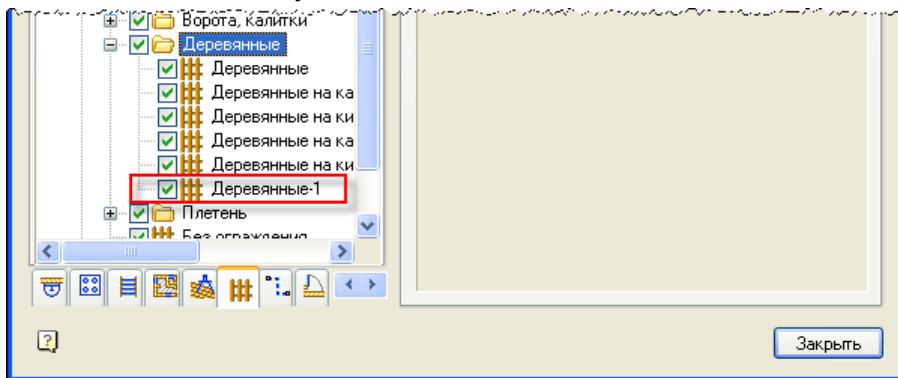 Ворота, калитки
Деревянные
Деревянные
Деревянные на ка
Деревянные на ки
Деревянные на ка
Деревянные на ки
Деревянные-1
Плетень
Без ограждения
Закрыть